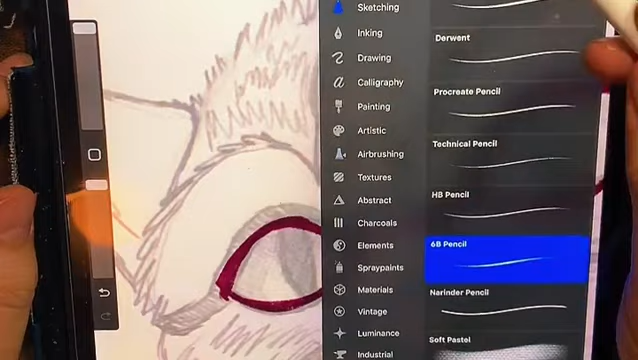 Sketching
Inking
Drawing
Calligraphy
Painting
Artistic
Airbrushing
Textures
Abstract
Charcoals
Elements
Spraypaints
Materials
Vintage
Luminance
Industrial
Derwent
Procreate Pencil
Technical Pencil
HB Pencil
6B Pencil
Narinder Pencil
Soft Pastel